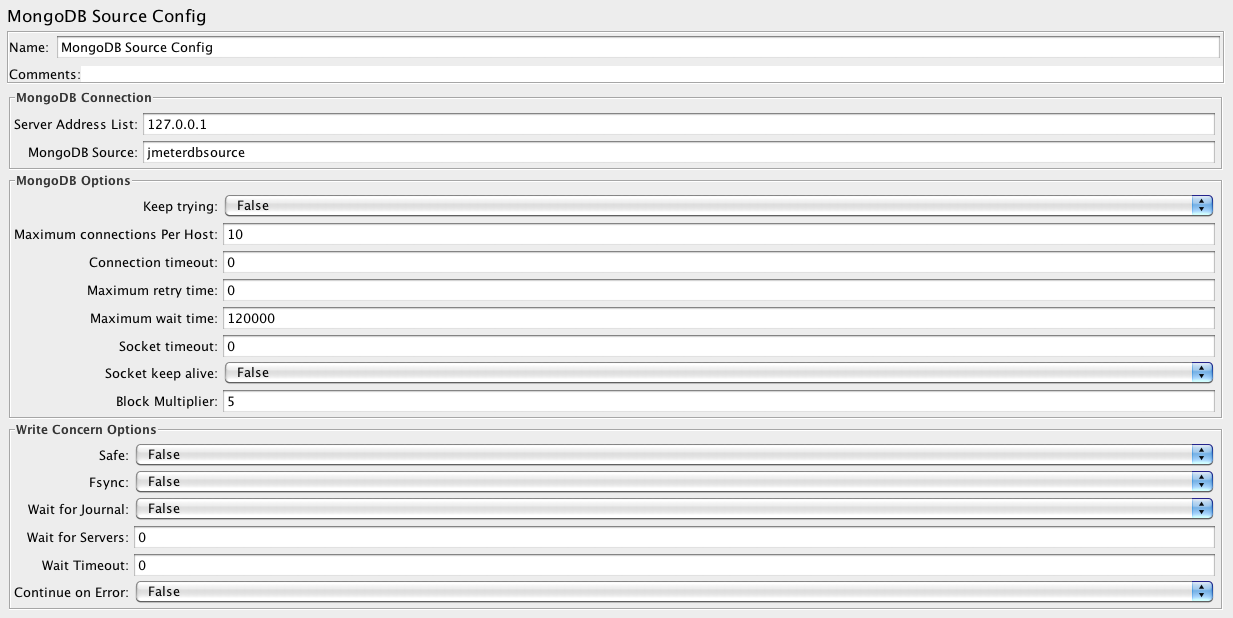 MongoDB Source Config
Name: MongoDB Source Config
Comments:
MongoDB Connection
Server Address List: 127.0.0.1
MongoDB Source: jmeterdbsource
MongoDB Options
Keep trying: False
Maximum connections Per Host: 10
Connection timeout: 0
Maximum retry time: 0
Maximum wait time: 120000
Socket timeout: 0
Socket keep alive: False
Block Multiplier: 5
Write Concern Options
Safe: False
Fsync: False
Wait for Journal: False
Wait for Servers: 0
Wait Timeout: 0
Continue on Error: False